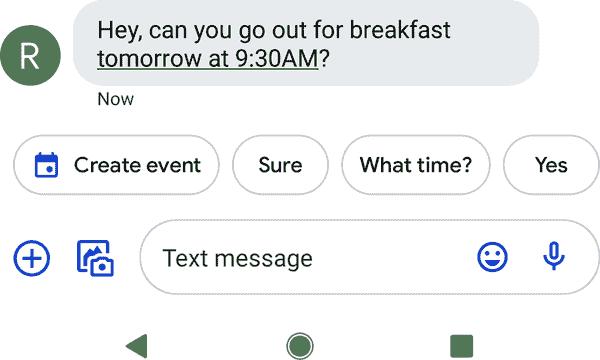 R
Hey, can you go out for breakfast
tomorrow at 9:30AM?
Now
Create event Sure What time? Yes
Text message